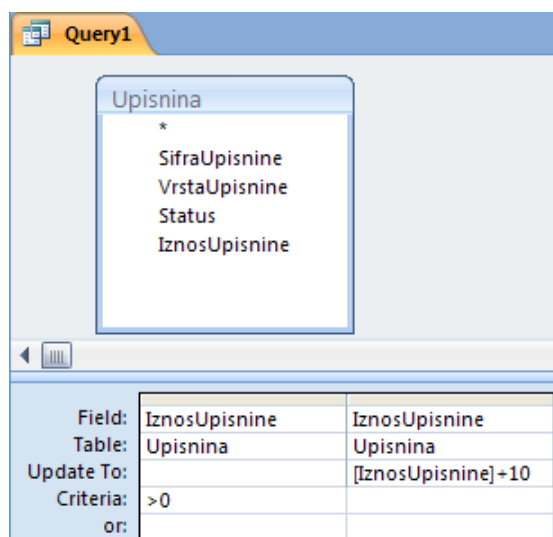 Query1
Upisnina
*
SifraUpisnine
VrstaUpisnine
Status
IznosUpisnine
Field: IznosUpisnine IznosUpisnine
Table: Upisnina Upisnina
Update To: [IznosUpisnine]+10
Criteria: >0
or: